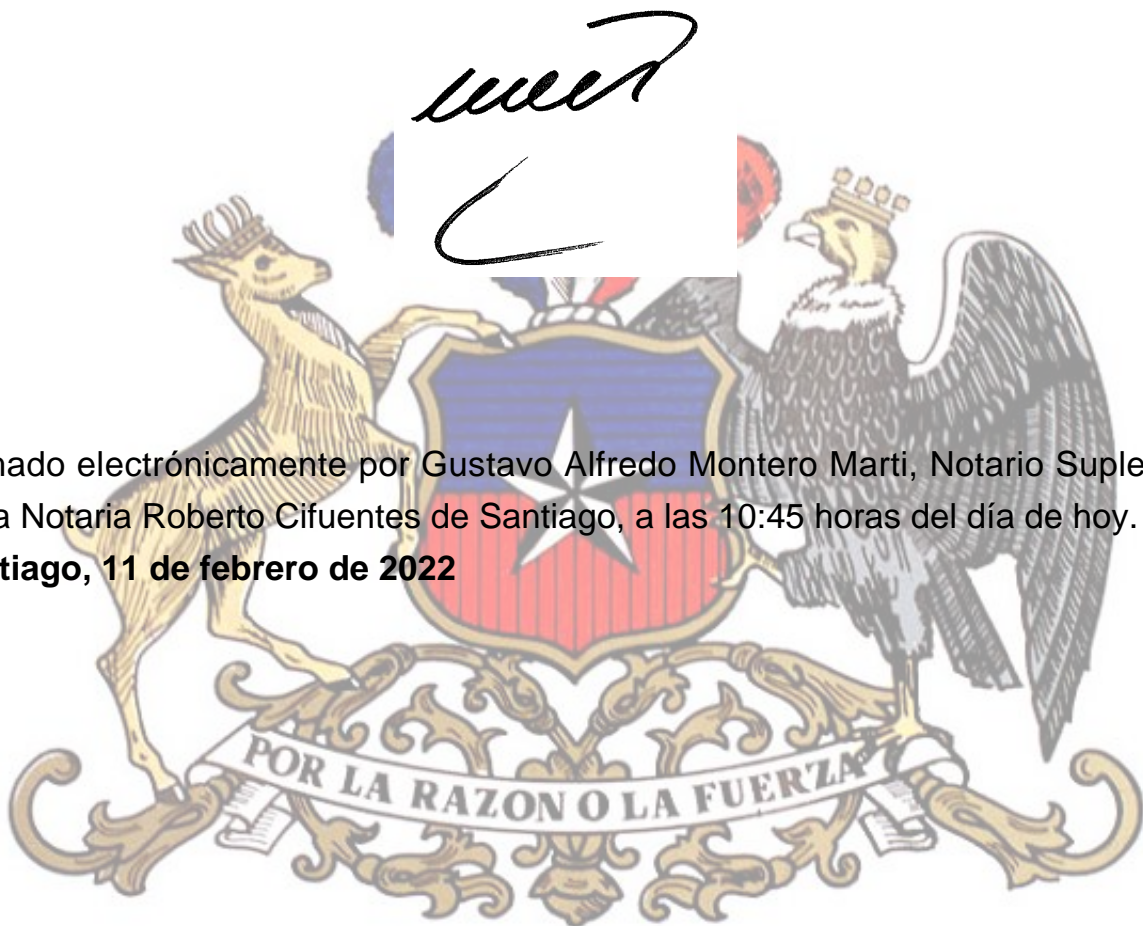 nado electrónicamente por Gustavo Alfredo Montero Marti, Notario Suple
a Notaria Roberto Cifuentes de Santiago, a las 10:45 horas del día de hoy.
tiago, 11 de febrero de 2022
POR LA RAZON O LA FUERZA